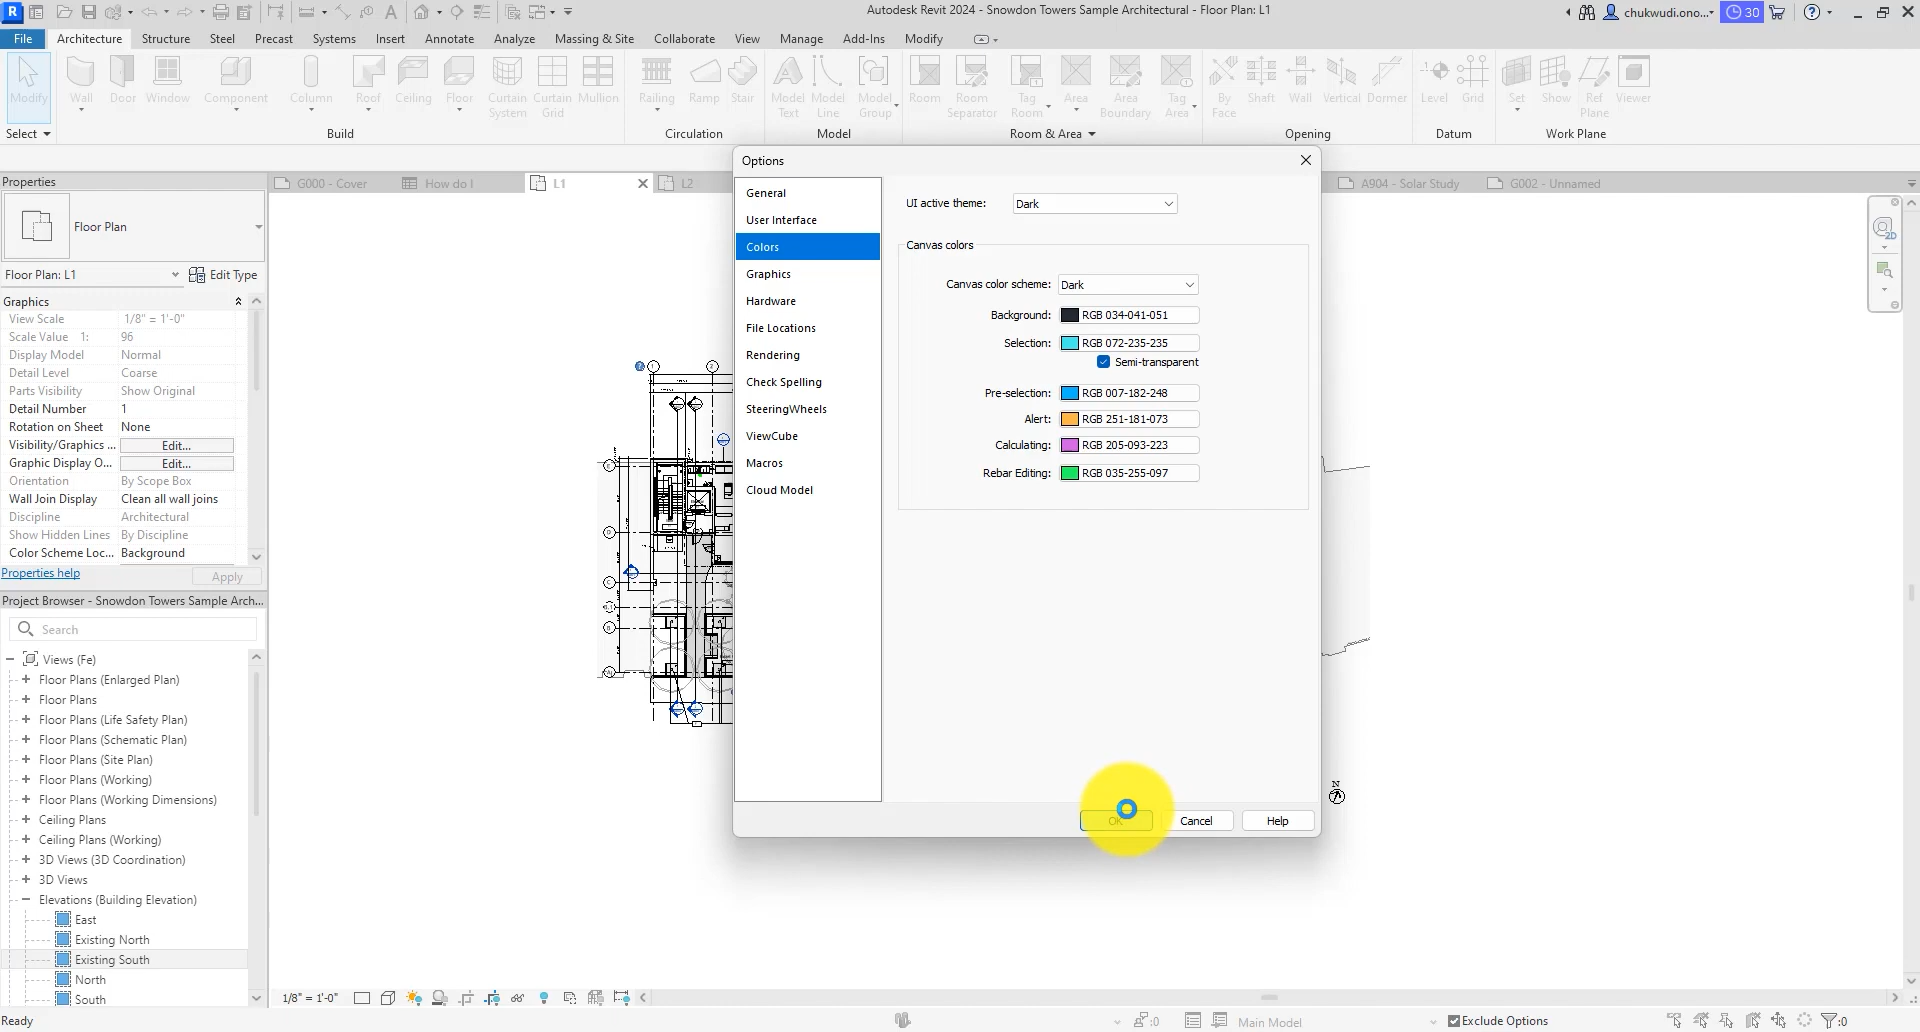 Autodesk Revit 2024 - Snowdon Towers Sample Architectural - Floor Plan: L1
chukwudi.ono...
30
File Architecture Structure Steel Precast Systems Insert Annotate Analyze Massing & Site Collaborate View Manage Add-Ins Modify
Modify Wall Door Window Component Column Roof Ceiling Floor Curtain System Curtain Grid Mullion Railing Ramp Stair Model Text Model Line Model Group Room Room Separator Tag Room Area Area Boundary Tag Area By Face Shaft Wall Vertical Dormer Level Grid Set Show Ref Plane Viewer
Select Build Circulation Model Room & Area Opening Datum Work Plane
Properties
G000 - Cover How do I L1 L2 A904 - Solar Study G002 - Unnamed
Floor Plan
Floor Plan: L1 Edit Type
Graphics
View Scale 1/8" = 1'-0"
Scale Value 1: 96
Display Model Normal
Detail Level Coarse
Parts Visibility Show Original
Detail Number 1
Rotation on Sheet None
Visibility/Graphics ... Edit...
Graphic Display O... Edit...
Orientation By Scope Box
Wall Join Display Clean all wall joins
Discipline Architectural
Show Hidden Lines By Discipline
Color Scheme Loc... Background
Properties help Apply
Project Browser - Snowdon Towers Sample Arch...
Search
Views (Fe)
Floor Plans (Enlarged Plan)
Floor Plans
Floor Plans (Life Safety Plan)
Floor Plans (Schematic Plan)
Floor Plans (Site Plan)
Floor Plans (Working)
Floor Plans (Working Dimensions)
Ceiling Plans
Ceiling Plans (Working)
3D Views (3D Coordination)
3D Views
Elevations (Building Elevation)
East
Existing North
Existing South
North
South
Options
General
User Interface
Colors
Graphics
Hardware
File Locations
Rendering
Check Spelling
SteeringWheels
ViewCube
Macros
Cloud Model
UI active theme: Dark
Canvas colors
Canvas color scheme: Dark
Background: RGB 034-041-051
Selection: RGB 072-235-235
Semi-transparent
Pre-selection: RGB 007-182-248
Alert: RGB 251-181-073
Calculating: RGB 205-093-223
Rebar Editing: RGB 035-255-097
OK Cancel Help
2D
N
1/8" = 1'-0"
Ready
:0
Main Model
Exclude Options
:0